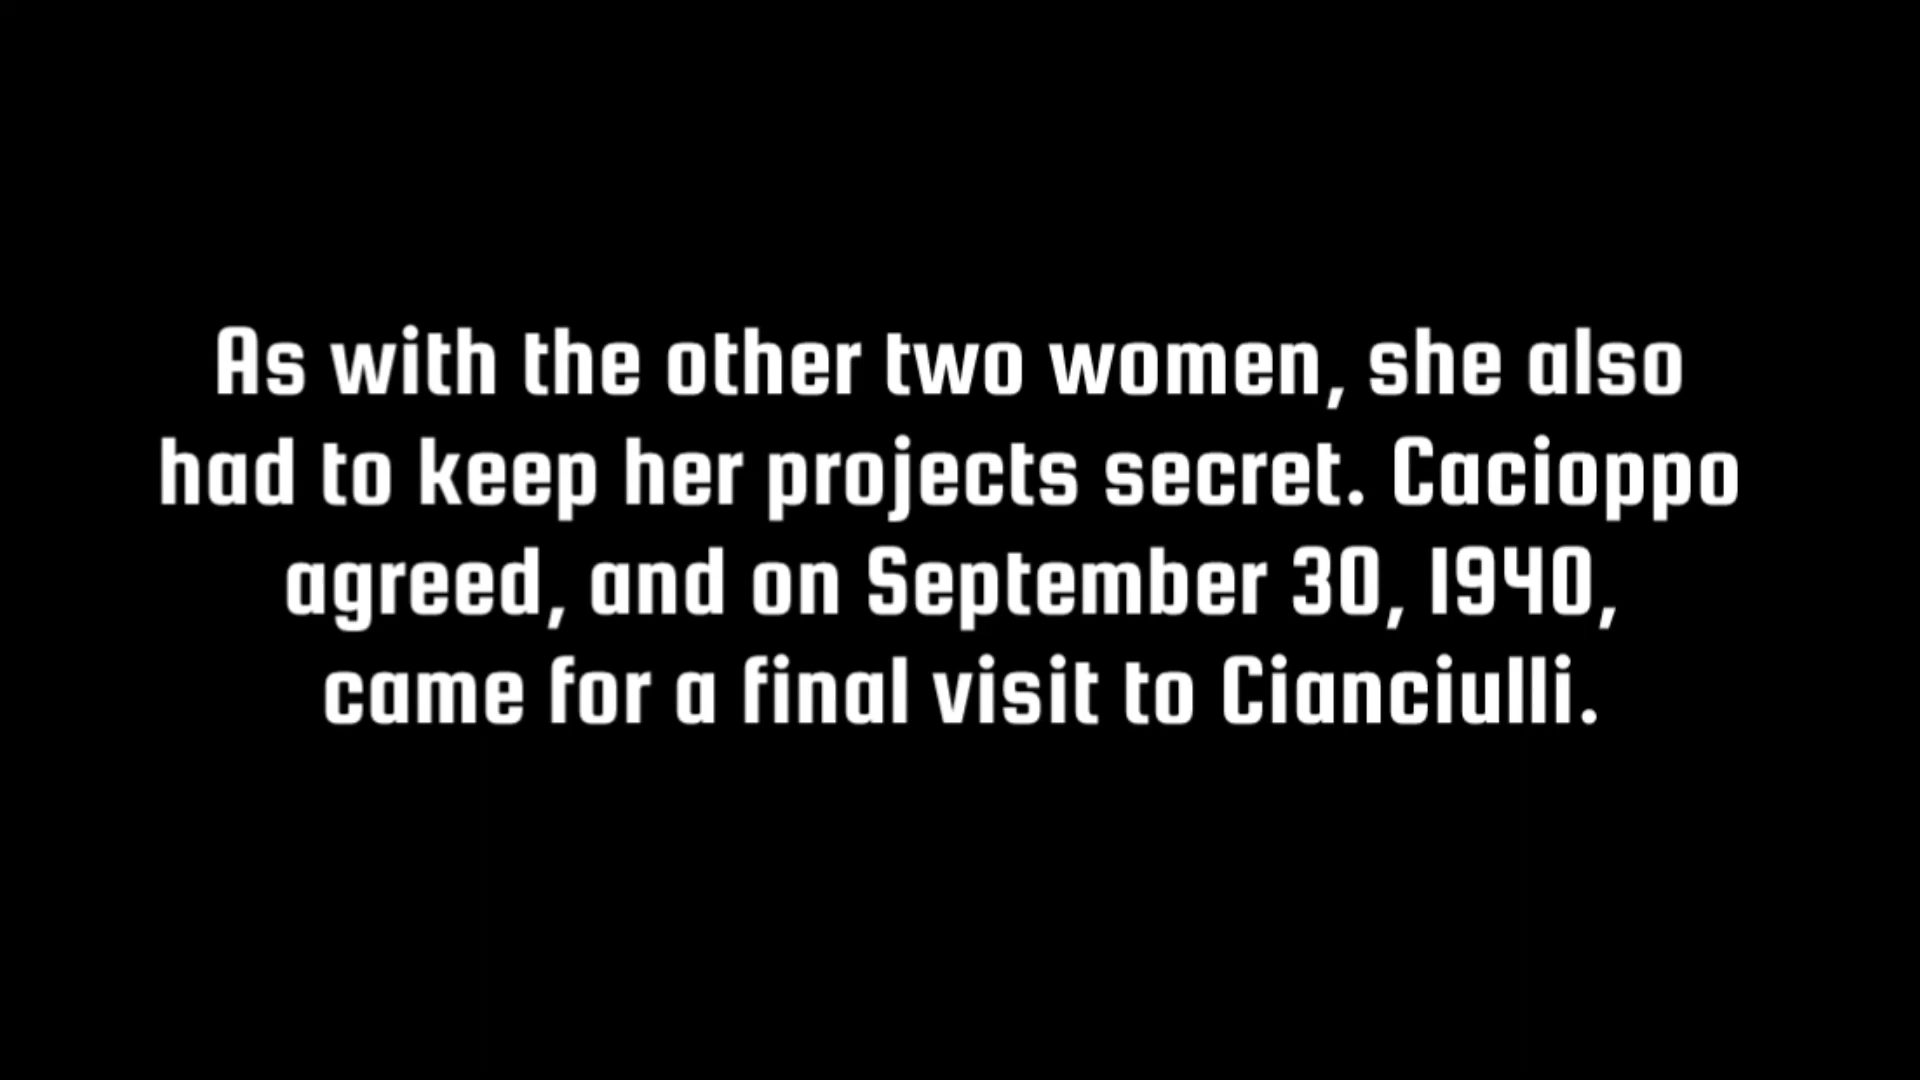 As with the other two women, she also
had to keep her projects secret. Cacioppo
agreed, and on September 30, 1940,
came for a final visit to Cianciulli.